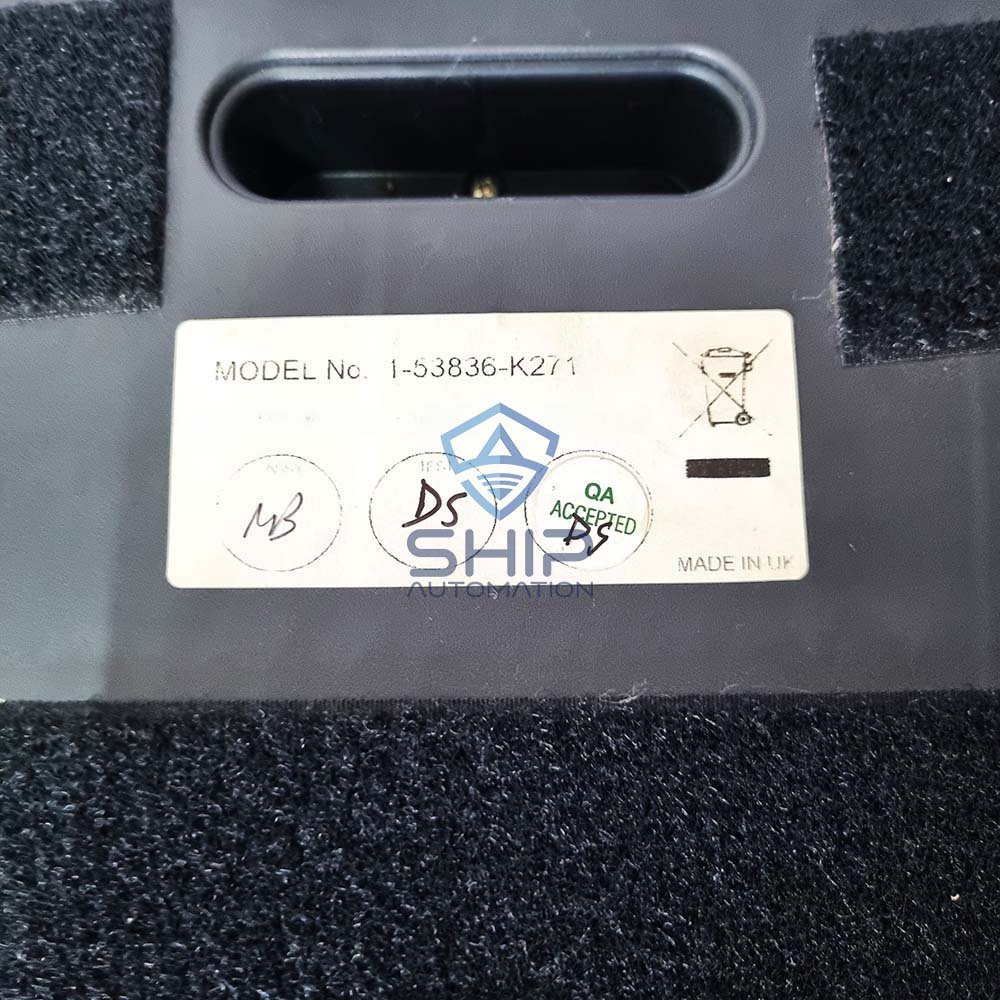 MODEL No. 1-53836-K271
MB
DS
QA
ACCEPTED
DS
SHIP
AUTOMATION
MADE IN UK